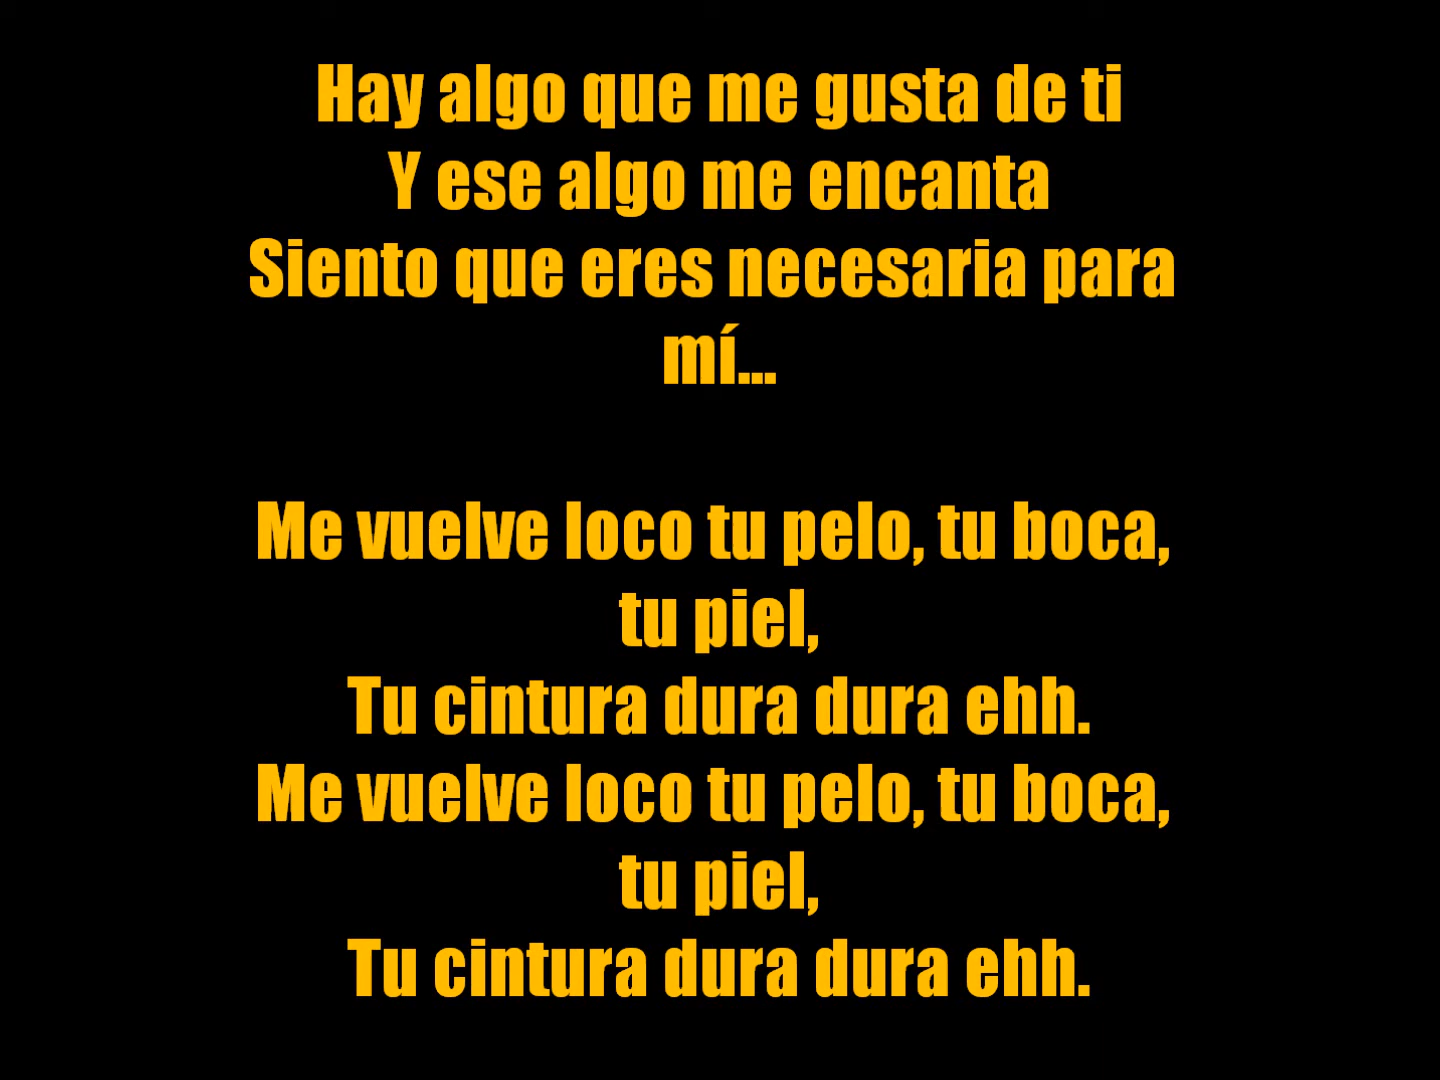 Hay algo que me gusta de ti
Y ese algo me encanta
Siento que eres necesaria para
mí...
Me vuelve loco tu pelo, tu boca,
tu piel,
Tu cintura dura dura ehh.
Me vuelve loco tu pelo, tu boca,
tu piel,
Tu cintura dura dura ehh.